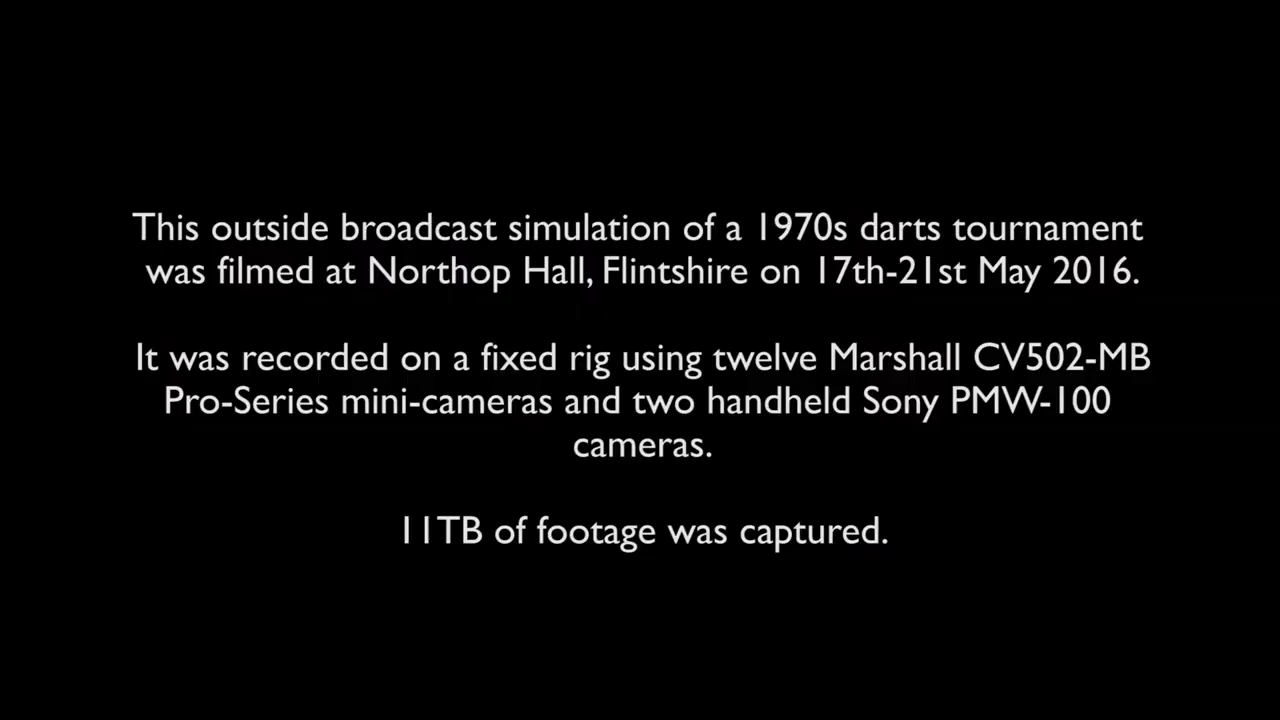 This outside broadcast simulation of a 1970s darts tournament
was filmed at Northop Hall, Flintshire on 17th-21st May 2016.
It was recorded on a fixed rig using twelve Marshall CV502-MB
Pro-Series mini-cameras and two handheld Sony PMW-100
cameras.
11TB of footage was captured.